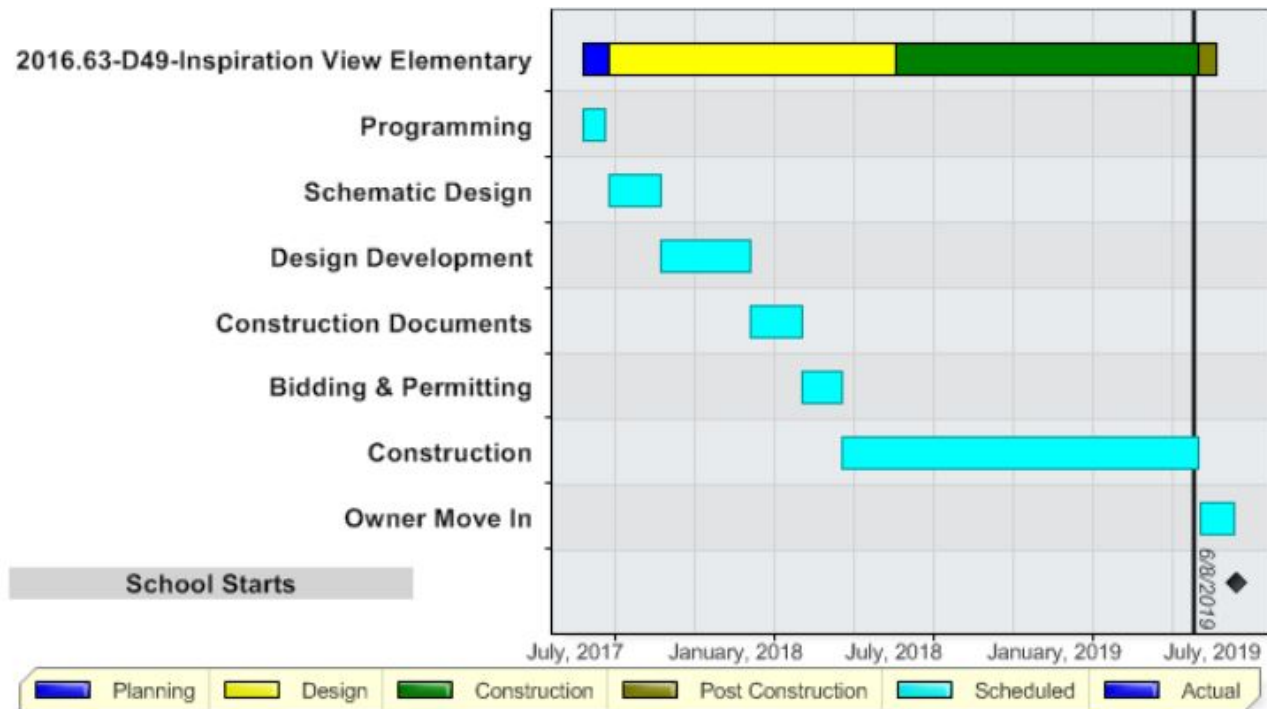 2016.63-D49-Inspiration View Elementary
Programming
Schematic Design
Design Development
Construction Documents
Bidding & Permitting
Construction
Owner Move In
School Starts
6/8/2019
July, 2017 January, 2018 July, 2018 January, 2019 July, 2019
Planning Design Construction Post Construction Scheduled Actual